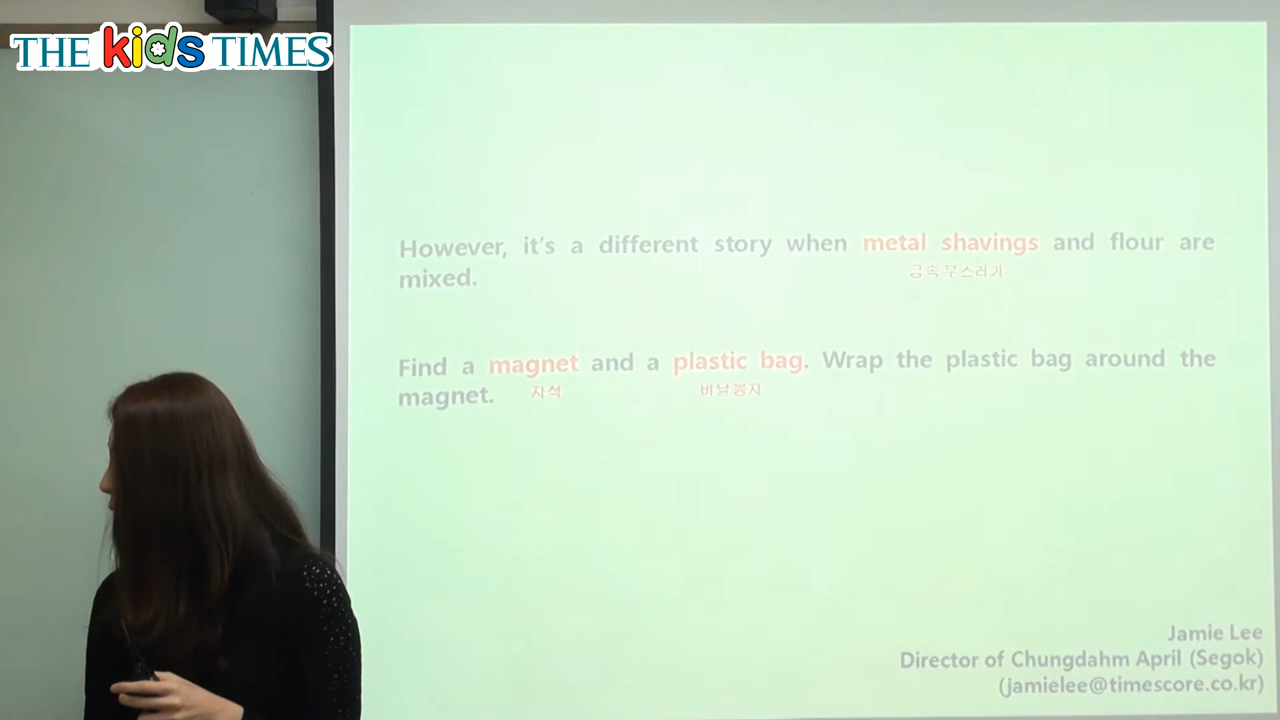 THE kids TIMES
However, it's a different story when metal shavings and flour are
금속 부스러기
mixed.
Find a magnet and a plastic bag. Wrap the plastic bag around the
자석 비닐 봉지
magnet.
Jamie Lee
Director of Chungdahm April (Segok)
(jamielee@timescore.co.kr)